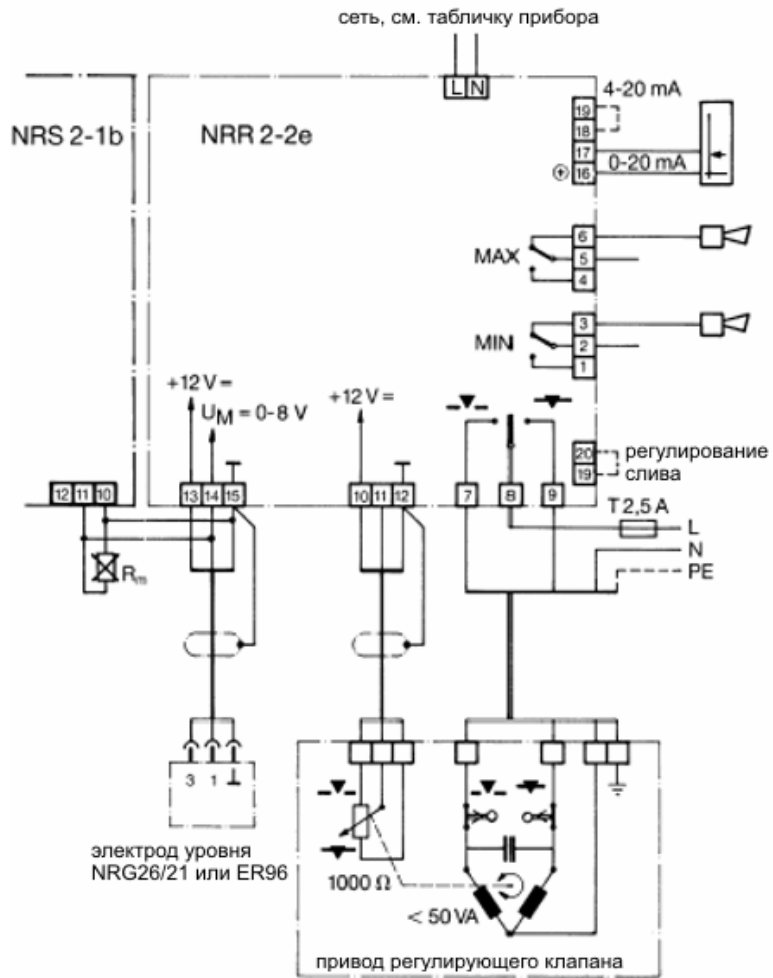 сеть, см. табличку прибора
L N
NRS 2-1b
NRR 2-2e
4-20 mA
19
18
17
0-20 mA
16
6
MAX
5
4
3
MIN
2
1
+12 V =
U_M = 0-8 V
+12 V =
20
регулирование
19
слива
12 11 10
13 14 15
10 11 12
7
8
9
T 2,5 A
L
N
PE
R_m
3 1
электрод уровня
NRG26/21 или ER96
1000 Ω
< 50 VA
привод регулирующего клапана